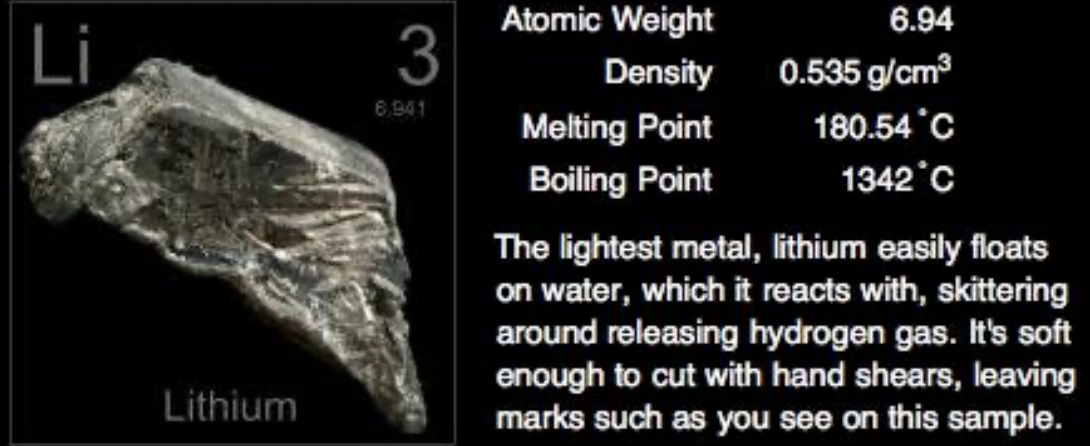 Li 3
6.941
Lithium
Atomic Weight 6.94
Density 0.535 g/cm³
Melting Point 180.54 °C
Boiling Point 1342 °C
The lightest metal, lithium easily floats
on water, which it reacts with, skittering
around releasing hydrogen gas. It's soft
enough to cut with hand shears, leaving
marks such as you see on this sample.